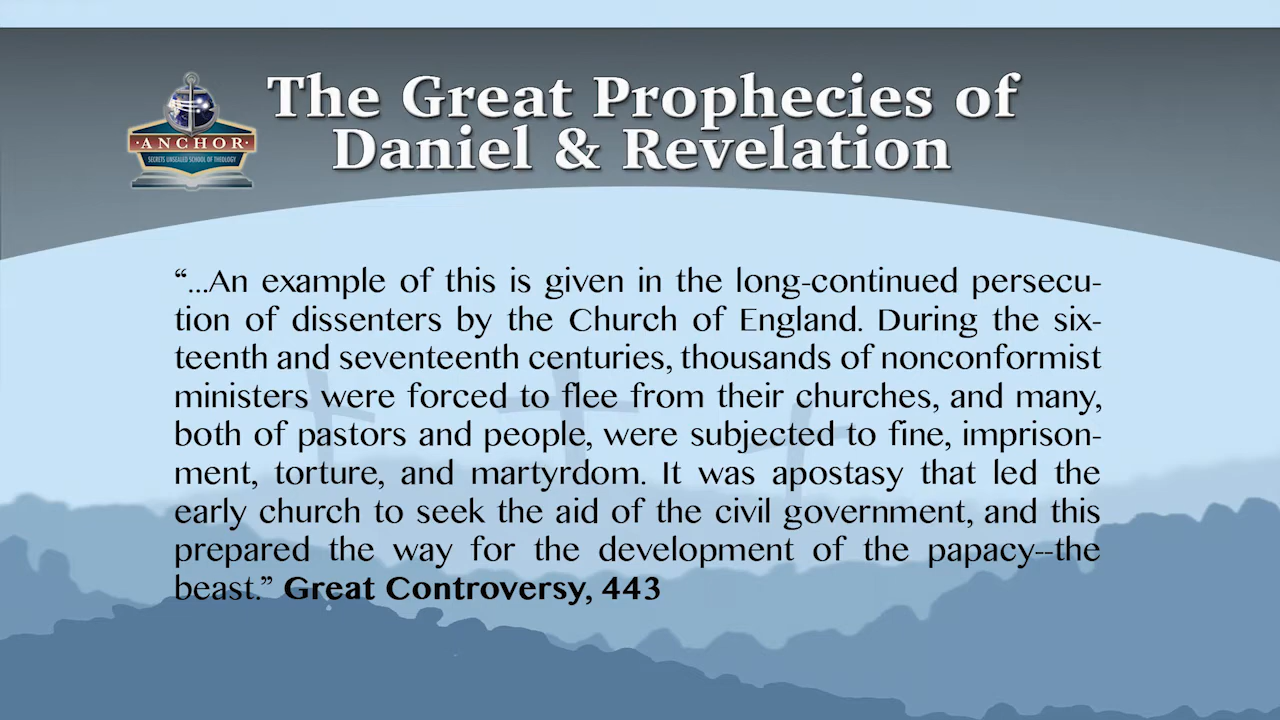 The Great Prophecies of
Daniel & Revelation
·ANCHOR·
SECRETS UNSEALED SCHOOL OF THEOLOGY
“...An example of this is given in the long-continued persecu-
tion of dissenters by the Church of England. During the six-
teenth and seventeenth centuries, thousands of nonconformist
ministers were forced to flee from their churches, and many,
both of pastors and people, were subjected to fine, imprison-
ment, torture, and martyrdom. It was apostasy that led the
early church to seek the aid of the civil government, and this
prepared the way for the development of the papacy--the
beast.” Great Controversy, 443